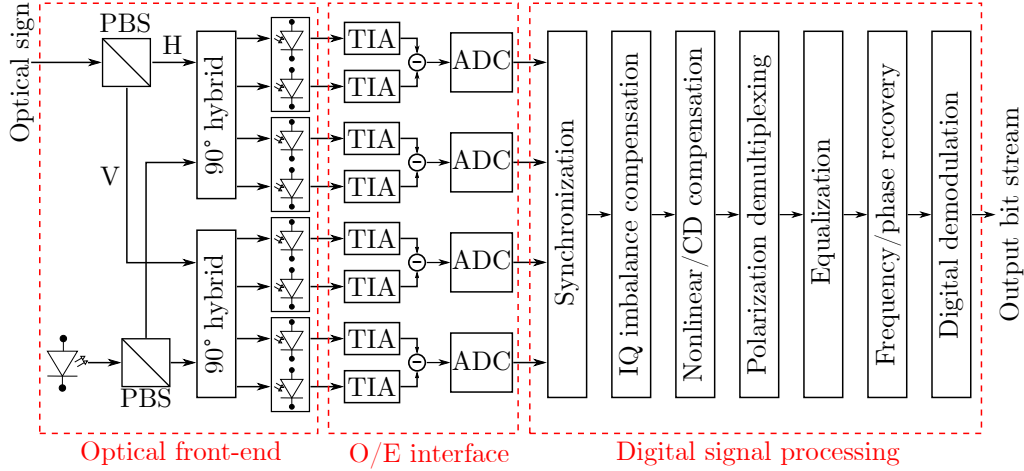 Optical sign
PBS
H
V
PBS
90° hybrid
90° hybrid
TIA
TIA
TIA
TIA
TIA
TIA
TIA
TIA
ADC
ADC
ADC
ADC
Synchronization
IQ imbalance compensation
Nonlinear/CD compensation
Polarization demultiplexing
Equalization
Frequency/phase recovery
Digital demodulation
Output bit stream
Optical front-end
O/E interface
Digital signal processing